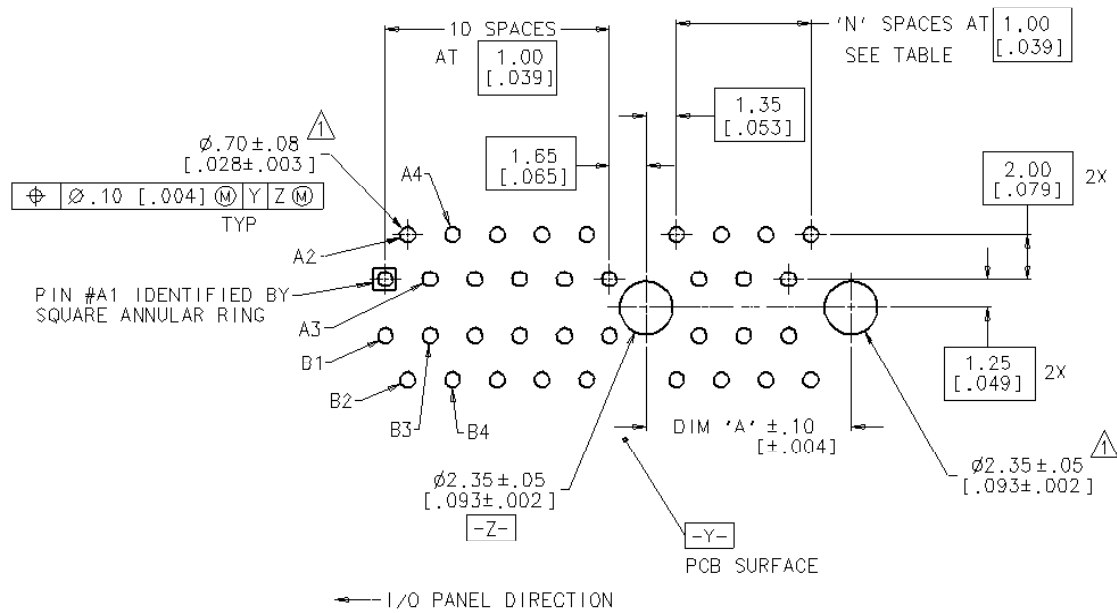 10 SPACES
AT 1.00
[.039]
'N' SPACES AT 1.00
[.039]
SEE TABLE
1.35
[.053]
1.65
[.065]
2.00
[.079]
2X
Ø.70±.08
[.028±.003]
1
⌖ Ø.10 [.004] Ⓜ Y Z Ⓜ
TYP
A4
A2
PIN #A1 IDENTIFIED BY
SQUARE ANNULAR RING
A3
B1
B2
B3
B4
1.25
[.049]
2X
DIM 'A' ±.10
[±.004]
Ø2.35±.05
[.093±.002]
-Z-
Ø2.35±.05
[.093±.002]
1
-Y-
PCB SURFACE
I/O PANEL DIRECTION